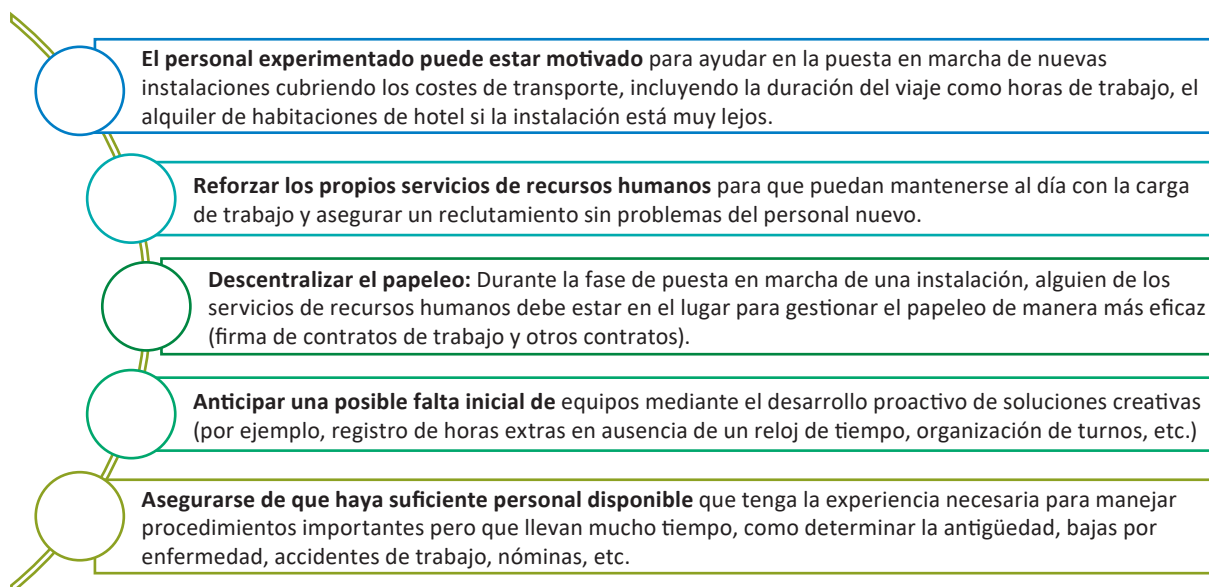 El personal experimentado puede estar motivado para ayudar en la puesta en marcha de nuevas
instalaciones cubriendo los costes de transporte, incluyendo la duración del viaje como horas de trabajo, el
alquiler de habitaciones de hotel si la instalación está muy lejos.
Reforzar los propios servicios de recursos humanos para que puedan mantenerse al día con la carga
de trabajo y asegurar un reclutamiento sin problemas del personal nuevo.
Descentralizar el papeleo: Durante la fase de puesta en marcha de una instalación, alguien de los
servicios de recursos humanos debe estar en el lugar para gestionar el papeleo de manera más eficaz
(firma de contratos de trabajo y otros contratos).
Anticipar una posible falta inicial de equipos mediante el desarrollo proactivo de soluciones creativas
(por ejemplo, registro de horas extras en ausencia de un reloj de tiempo, organización de turnos, etc.)
Asegurarse de que haya suficiente personal disponible que tenga la experiencia necesaria para manejar
procedimientos importantes pero que llevan mucho tiempo, como determinar la antigüedad, bajas por
enfermedad, accidentes de trabajo, nóminas, etc.